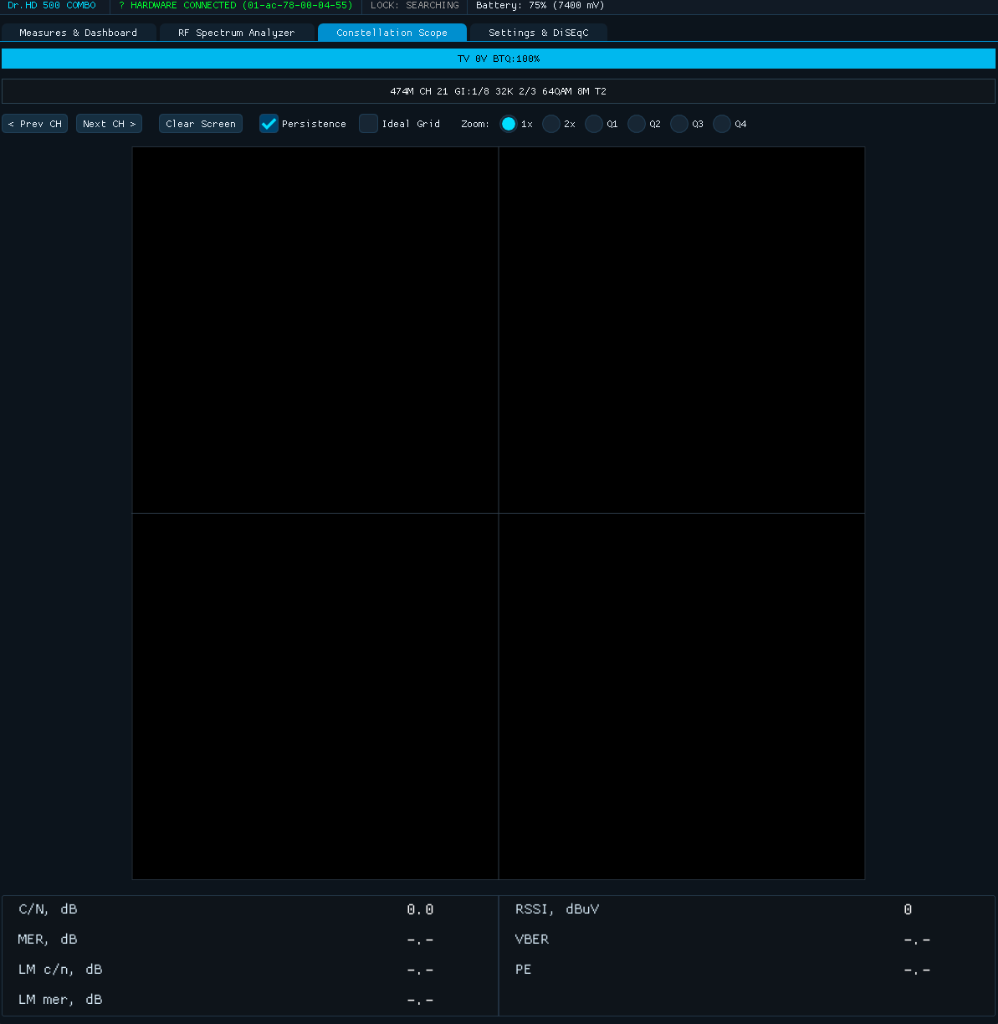 Dr.HD 500 COMBO ? HARDWARE CONNECTED (01-ac-78-00-04-55) LOCK: SEARCHING Battery: 75% (7400 mV)
Measures & Dashboard RF Spectrum Analyzer Constellation Scope Settings & DiSEqC
TV 0V BTQ:100%
474M CH 21 GI:1/8 32K 2/3 64QAM 8M T2
< Prev CH Next CH > Clear Screen Persistence Ideal Grid Zoom: 1x 2x Q1 Q2 Q3 Q4
C/N, dB 0.0 RSSI, dBuV 0
MER, dB -.- VBER -.-
LM c/n, dB -.- PE -.-
LM mer, dB -.-